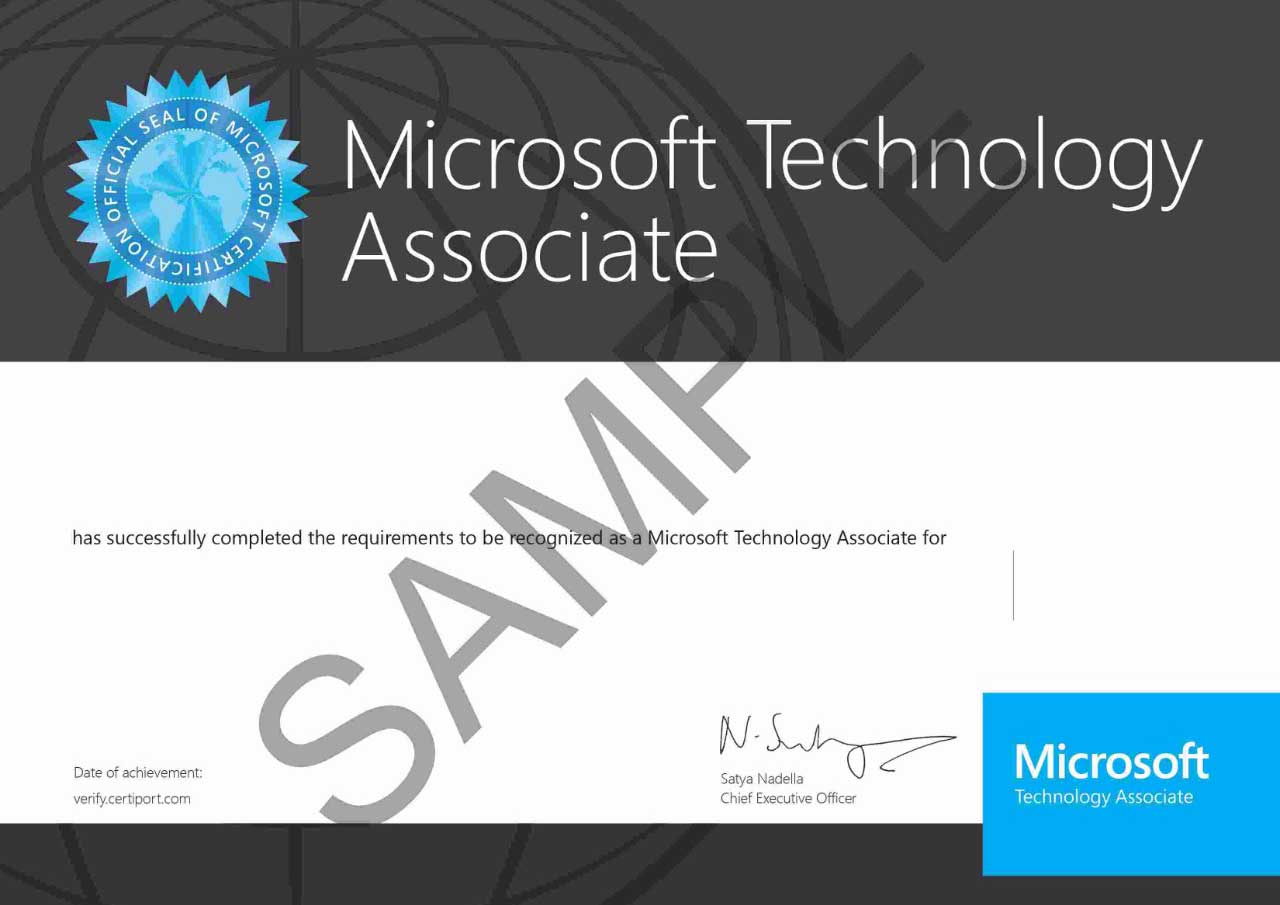 OFFICIAL SEAL OF MICROSOFT CERTIFICATION
Microsoft Technology
Associate
SAMPLE
has successfully completed the requirements to be recognized as a Microsoft Technology Associate for
N. Satya
Date of achievement:
verify.certiport.com
Satya Nadella
Chief Executive Officer
Microsoft
Technology Associate